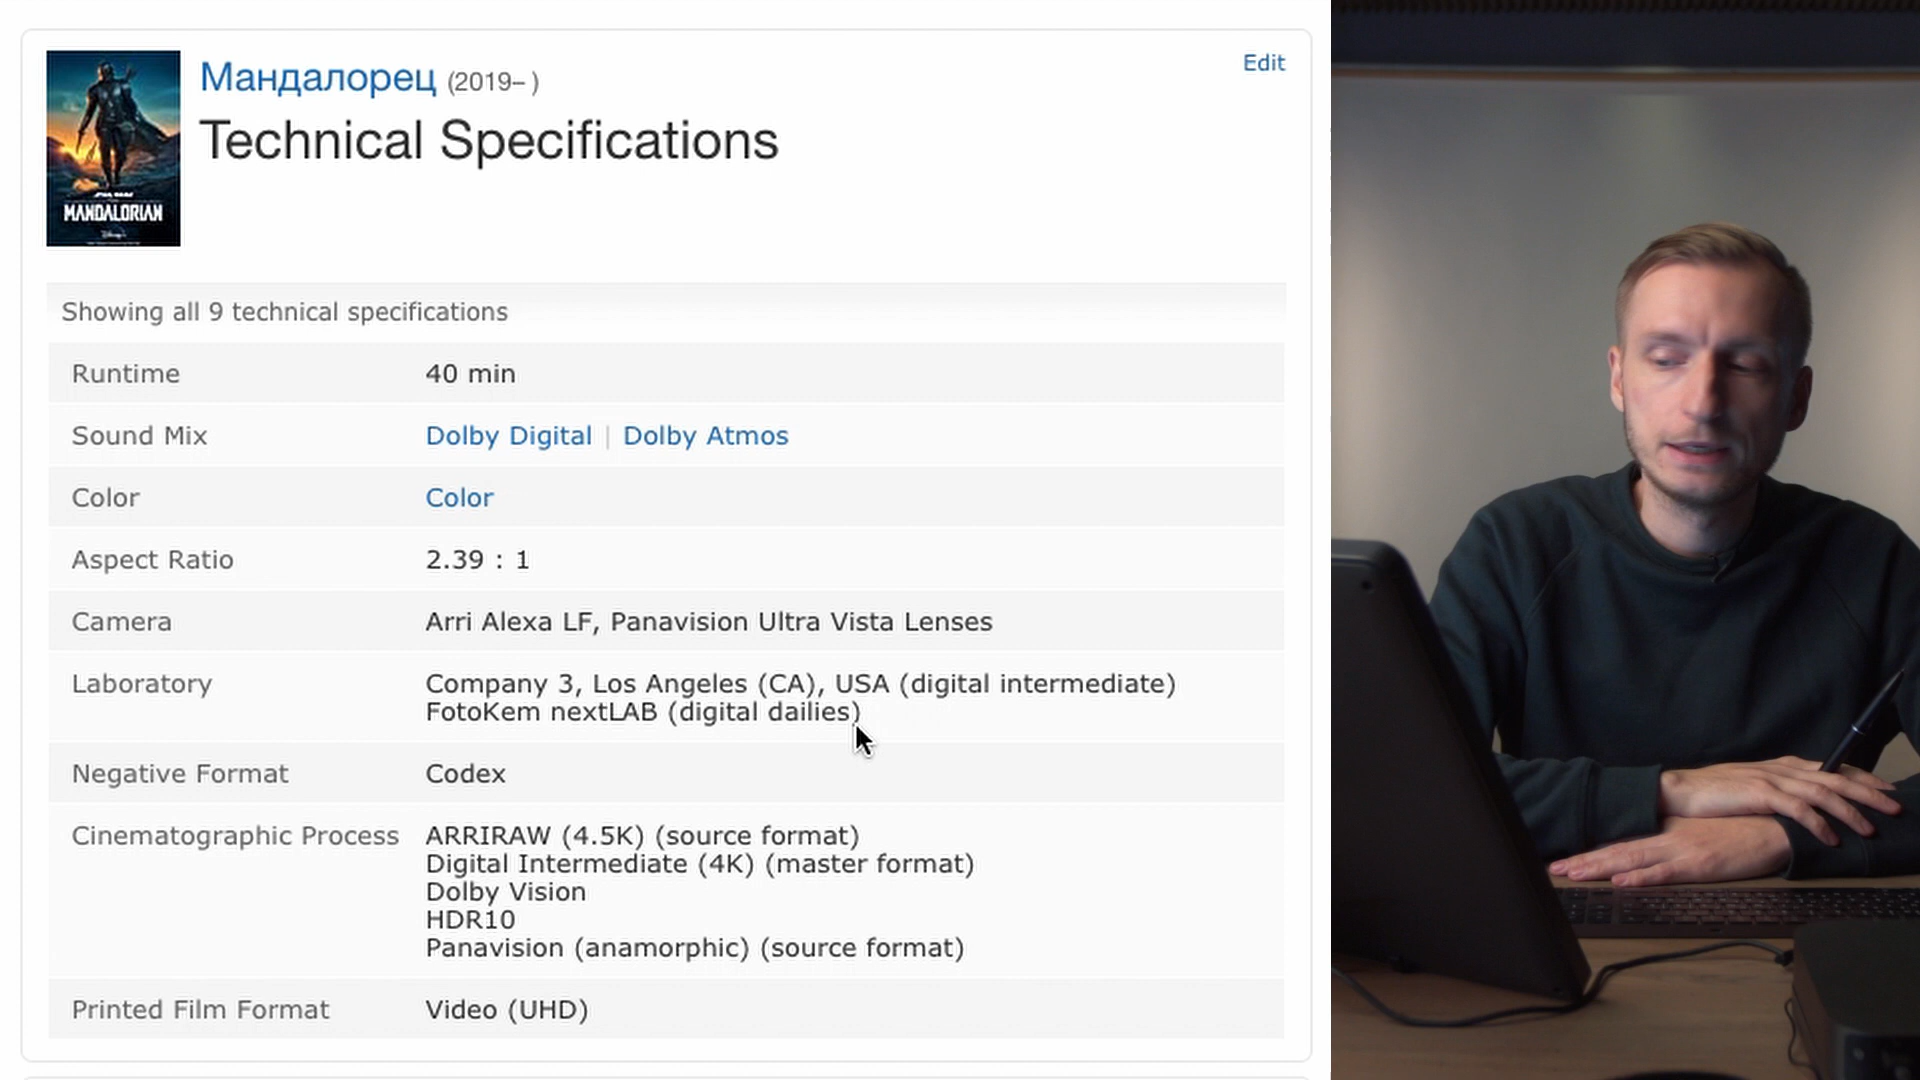 Мандалорец (2019– )
Edit
Technical Specifications
STAR WARS
MANDALORIAN
Disney+
Showing all 9 technical specifications
Runtime 40 min
Sound Mix Dolby Digital | Dolby Atmos
Color Color
Aspect Ratio 2.39 : 1
Camera Arri Alexa LF, Panavision Ultra Vista Lenses
Laboratory Company 3, Los Angeles (CA), USA (digital intermediate)
FotoKem nextLAB (digital dailies)
Negative Format Codex
Cinematographic Process ARRIRAW (4.5K) (source format)
Digital Intermediate (4K) (master format)
Dolby Vision
HDR10
Panavision (anamorphic) (source format)
Printed Film Format Video (UHD)